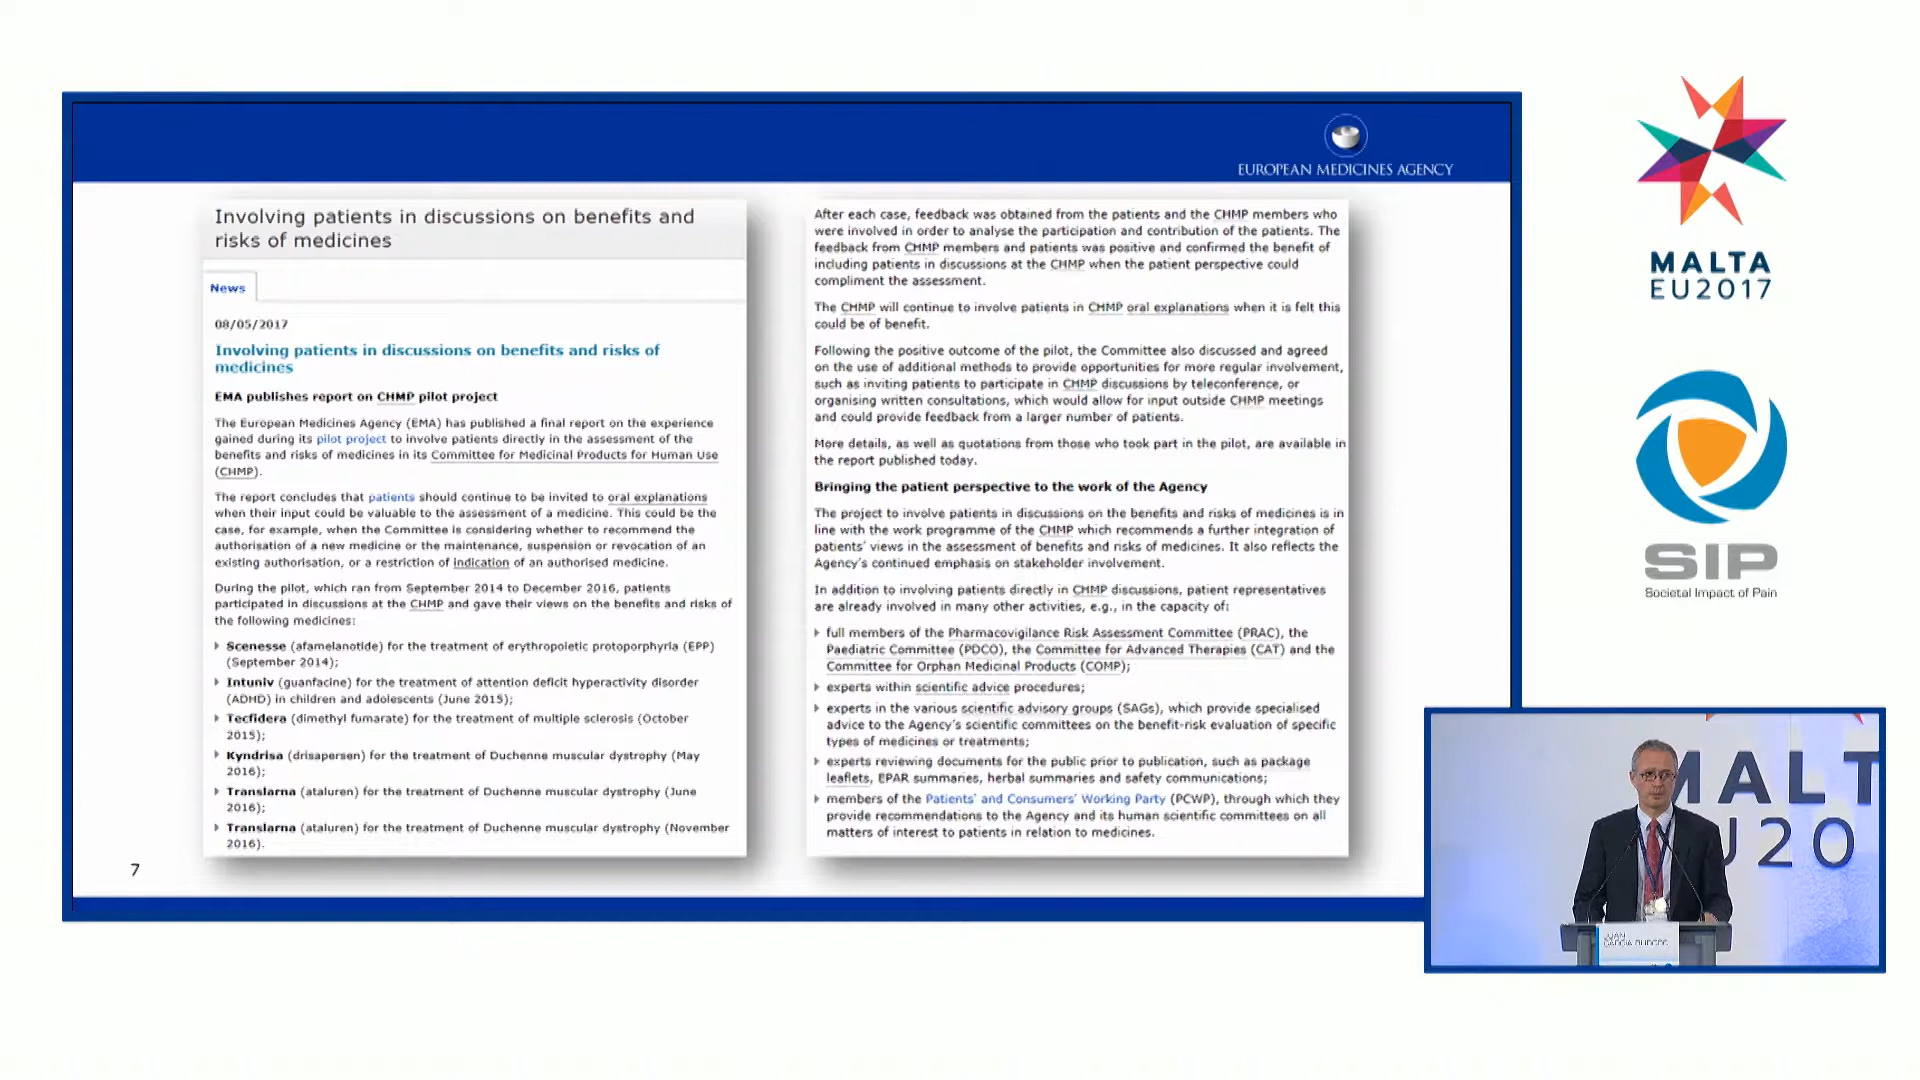 EUROPEAN MEDICINES AGENCY
Involving patients in discussions on benefits and
risks of medicines
News
08/05/2017
Involving patients in discussions on benefits and risks of
medicines
EMA publishes report on CHMP pilot project
The European Medicines Agency (EMA) has published a final report on the experience
gained during its pilot project to involve patients directly in the assessment of the
benefits and risks of medicines in its Committee for Medicinal Products for Human Use
(CHMP).
The report concludes that patients should continue to be invited to oral explanations
when their input could be valuable to the assessment of a medicine. This could be the
case, for example, when the Committee is considering whether to recommend the
authorisation of a new medicine or the maintenance, suspension or revocation of an
existing authorisation, or a restriction of indication of an authorised medicine.
During the pilot, which ran from September 2014 to December 2016, patients
participated in discussions at the CHMP and gave their views on the benefits and risks of
the following medicines:
Scenesse (afamelanotide) for the treatment of erythropoietic protoporphyria (EPP)
(September 2014);
Intuniv (guanfacine) for the treatment of attention deficit hyperactivity disorder
(ADHD) in children and adolescents (June 2015);
Tecfidera (dimethyl fumarate) for the treatment of multiple sclerosis (October
2015);
Kyndrisa (drisapersen) for the treatment of Duchenne muscular dystrophy (May
2016);
Translarna (ataluren) for the treatment of Duchenne muscular dystrophy (June
2016);
Translarna (ataluren) for the treatment of Duchenne muscular dystrophy (November
2016).
7
After each case, feedback was obtained from the patients and the CHMP members who
were involved in order to analyse the participation and contribution of the patients. The
feedback from CHMP members and patients was positive and confirmed the benefit of
including patients in discussions at the CHMP when the patient perspective could
compliment the assessment.
The CHMP will continue to involve patients in CHMP oral explanations when it is felt this
could be of benefit.
Following the positive outcome of the pilot, the Committee also discussed and agreed
on the use of additional methods to provide opportunities for more regular involvement,
such as inviting patients to participate in CHMP discussions by teleconference, or
organising written consultations, which would allow for input outside CHMP meetings
and could provide feedback from a larger number of patients.
More details, as well as quotations from those who took part in the pilot, are available in
the report published today.
Bringing the patient perspective to the work of the Agency
The project to involve patients in discussions on the benefits and risks of medicines is in
line with the work programme of the CHMP which recommends a further integration of
patients' views in the assessment of benefits and risks of medicines. It also reflects the
Agency's continued emphasis on stakeholder involvement.
In addition to involving patients directly in CHMP discussions, patient representatives
are already involved in many other activities, e.g., in the capacity of:
full members of the Pharmacovigilance Risk Assessment Committee (PRAC), the
Paediatric Committee (PDCO), the Committee for Advanced Therapies (CAT) and the
Committee for Orphan Medicinal Products (COMP);
experts within scientific advice procedures;
experts in the various scientific advisory groups (SAGs), which provide specialised
advice to the Agency's scientific committees on the benefit-risk evaluation of specific
types of medicines or treatments;
experts reviewing documents for the public prior to publication, such as package
leaflets, EPAR summaries, herbal summaries and safety communications;
members of the Patients' and Consumers' Working Party (PCWP), through which they
provide recommendations to the Agency and its human scientific committees on all
matters of interest to patients in relation to medicines.
MALTA
EU2017
SIP
Societal Impact of Pain
MALT
U20
JUAN